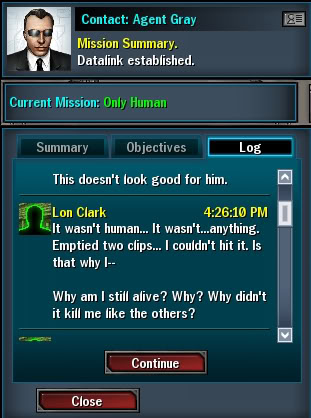 Contact: Agent Gray
Mission Summary.
Datalink established.
Current Mission: Only Human
Summary
Objectives
Log
This doesn't look good for him.
Lon Clark 4:26:10 PM
It wasn't human... It wasn't...anything.
Emptied two clips... I couldn't hit it. Is
that why I--
Why am I still alive? Why? Why didn't
it kill me like the others?
Continue
Close